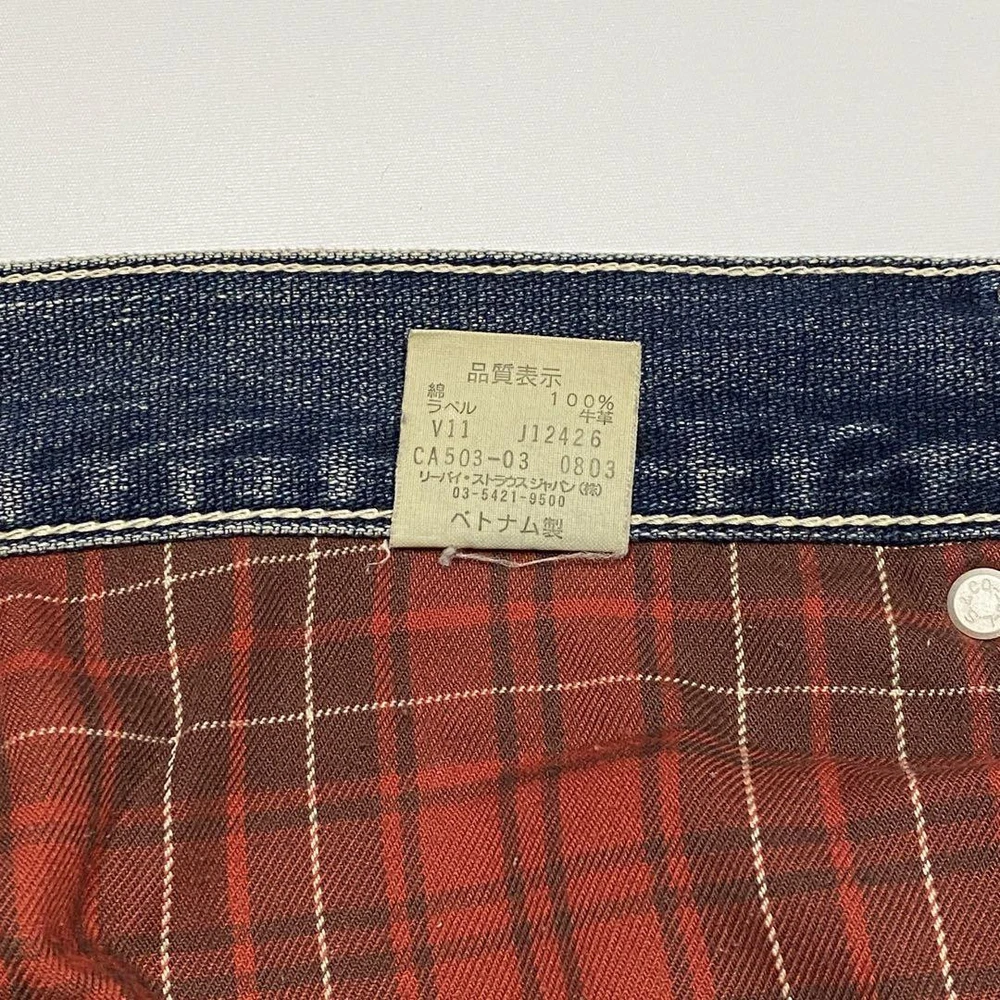 品質表示
綿 100%
ラベル 牛革
V11 J12426
CA503-03 0803
リーバイ・ストラウスジャパン(株)
03-5421-9500
ベトナム製
&CO
L.S